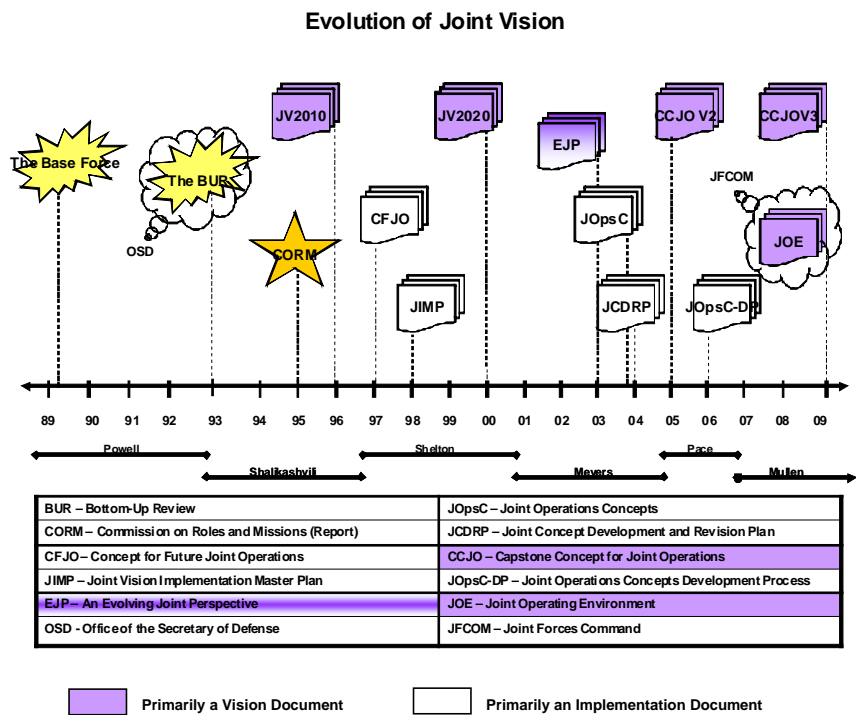 Evolution of Joint Vision
JV2010
JV2020
CCJO V2
CCJOV3
The Base Force
The BUR
EJP
JFCOM
OSD
CFJO
JOpsC
JOE
CORM
JIMP
JCDRP
JOpsC-DP
89 90 91 92 93 94 95 96 97 98 99 00 01 02 03 04 05 06 07 08 09
Powell
Shelton
Pace
Shalikashvili
Meyers
Mullen
BUR – Bottom-Up Review
JOpsC – Joint Operations Concepts
CORM – Commission on Roles and Missions (Report)
JCDRP – Joint Concept Development and Revision Plan
CFJO – Concept for Future Joint Operations
CCJO – Capstone Concept for Joint Operations
JIMP – Joint Vision Implementation Master Plan
JOpsC-DP – Joint Operations Concepts Development Process
EJP – An Evolving Joint Perspective
JOE – Joint Operating Environment
OSD - Office of the Secretary of Defense
JFCOM – Joint Forces Command
Primarily a Vision Document
Primarily an Implementation Document